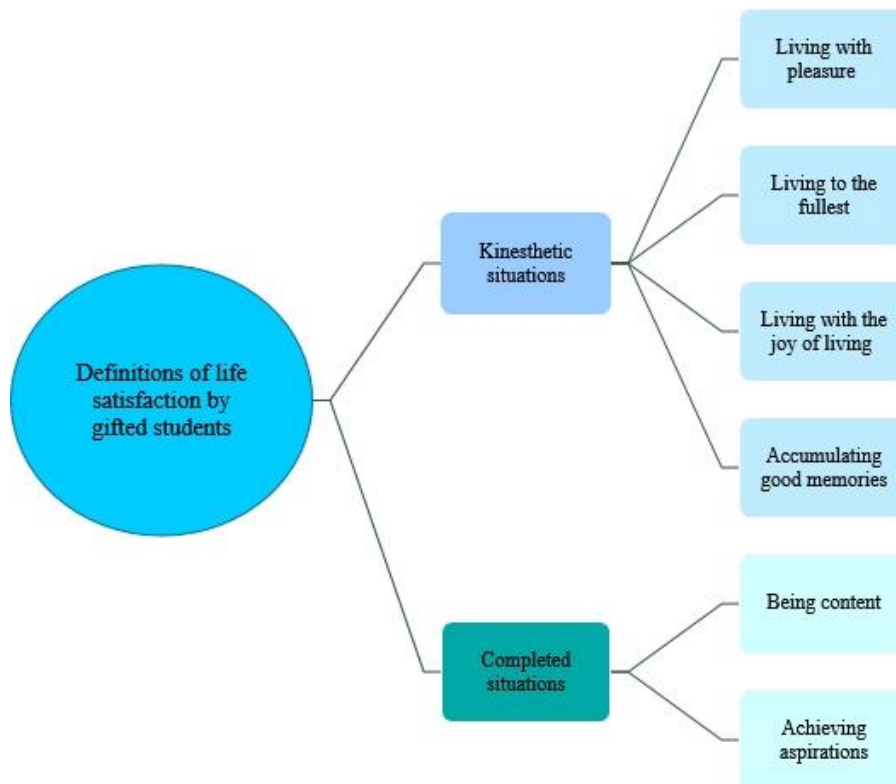 Definitions of life
satisfaction by
gifted students
Kinesthetic
situations
Living with
pleasure
Living to the
fullest
Living with the
joy of living
Accumulating
good memories
Completed
situations
Being content
Achieving
aspirations